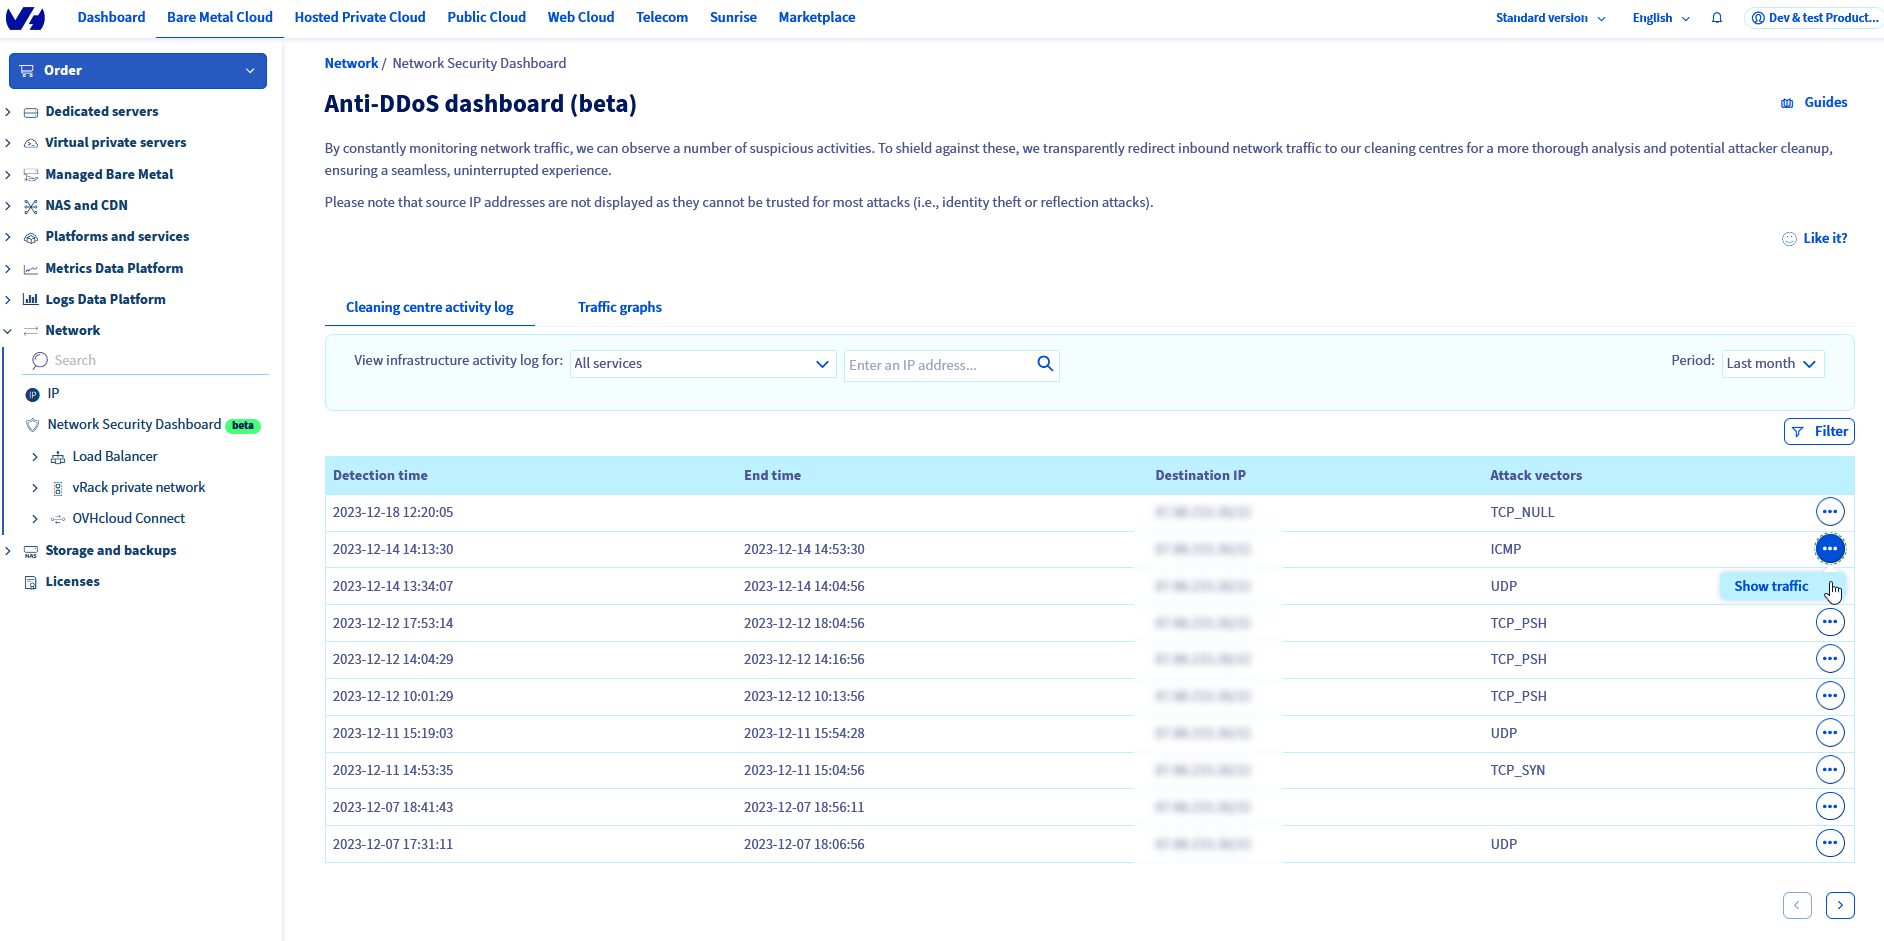 Dashboard Bare Metal Cloud Hosted Private Cloud Public Cloud Web Cloud Telecom Sunrise Marketplace Standard version English Dev & test Product...
Order
Dedicated servers
Virtual private servers
Managed Bare Metal
NAS and CDN
Platforms and services
Metrics Data Platform
Logs Data Platform
Network
Search
IP
Network Security Dashboard beta
Load Balancer
vRack private network
OVHcloud Connect
NAS Storage and backups
Licenses
Network / Network Security Dashboard
Anti-DDoS dashboard (beta)
Guides
By constantly monitoring network traffic, we can observe a number of suspicious activities. To shield against these, we transparently redirect inbound network traffic to our cleaning centres for a more thorough analysis and potential attacker cleanup,
ensuring a seamless, uninterrupted experience.
Please note that source IP addresses are not displayed as they cannot be trusted for most attacks (i.e., identity theft or reflection attacks).
Like it?
Cleaning centre activity log Traffic graphs
View infrastructure activity log for: All services Enter an IP address... Period: Last month
Filter
Detection time End time Destination IP Attack vectors
2023-12-18 12:20:05 TCP_NULL
2023-12-14 14:13:30 2023-12-14 14:53:30 ICMP
2023-12-14 13:34:07 2023-12-14 14:04:56 UDP Show traffic
2023-12-12 17:53:14 2023-12-12 18:04:56 TCP_PSH
2023-12-12 14:04:29 2023-12-12 14:16:56 TCP_PSH
2023-12-12 10:01:29 2023-12-12 10:13:56 TCP_PSH
2023-12-11 15:19:03 2023-12-11 15:54:28 UDP
2023-12-11 14:53:35 2023-12-11 15:04:56 TCP_SYN
2023-12-07 18:41:43 2023-12-07 18:56:11
2023-12-07 17:31:11 2023-12-07 18:06:56 UDP